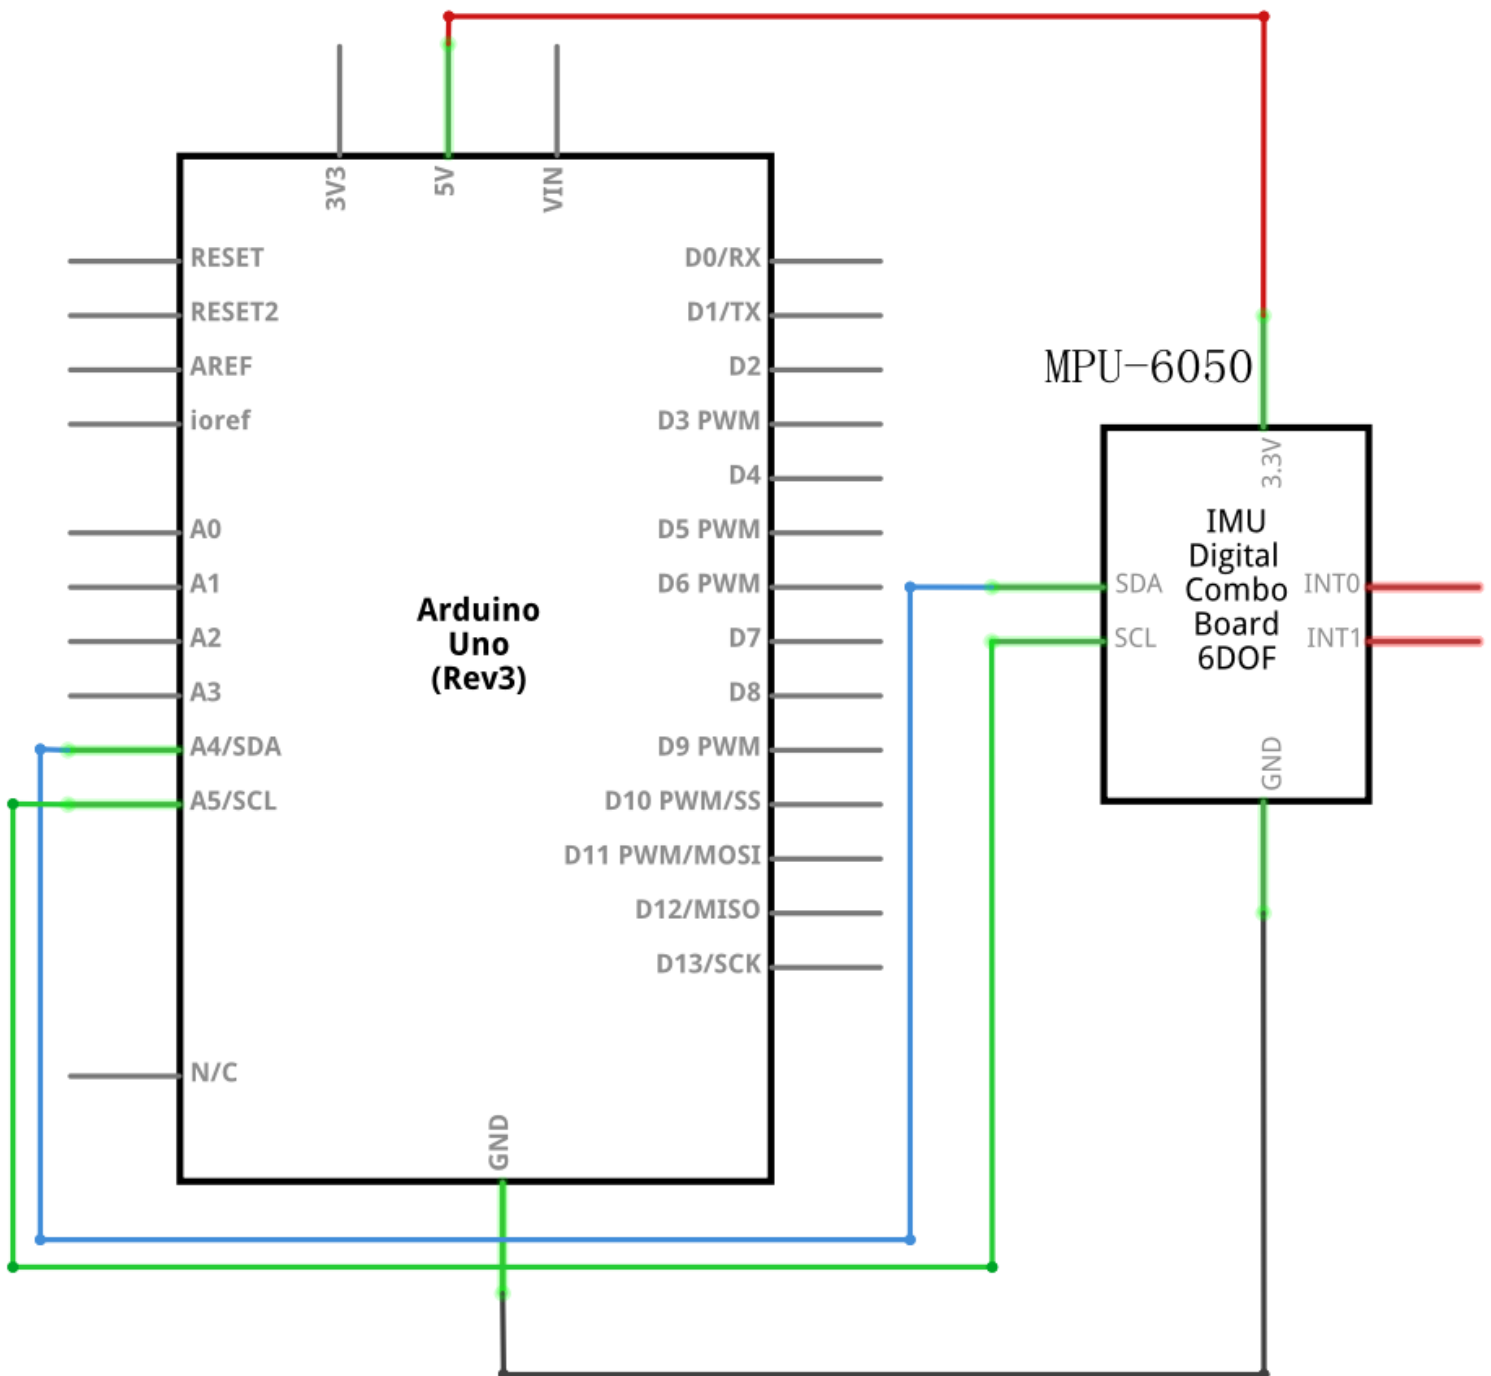 3V3
5V
VIN
RESET
RESET2
AREF
ioref
A0
A1
A2
A3
A4/SDA
A5/SCL
N/C
Arduino
Uno
(Rev3)
D0/RX
D1/TX
D2
D3 PWM
D4
D5 PWM
D6 PWM
D7
D8
D9 PWM
D10 PWM/SS
D11 PWM/MOSI
D12/MISO
D13/SCK
GND
MPU-6050
3.3V
SDA
SCL
IMU
Digital
Combo
Board
6DOF
INT0
INT1
GND